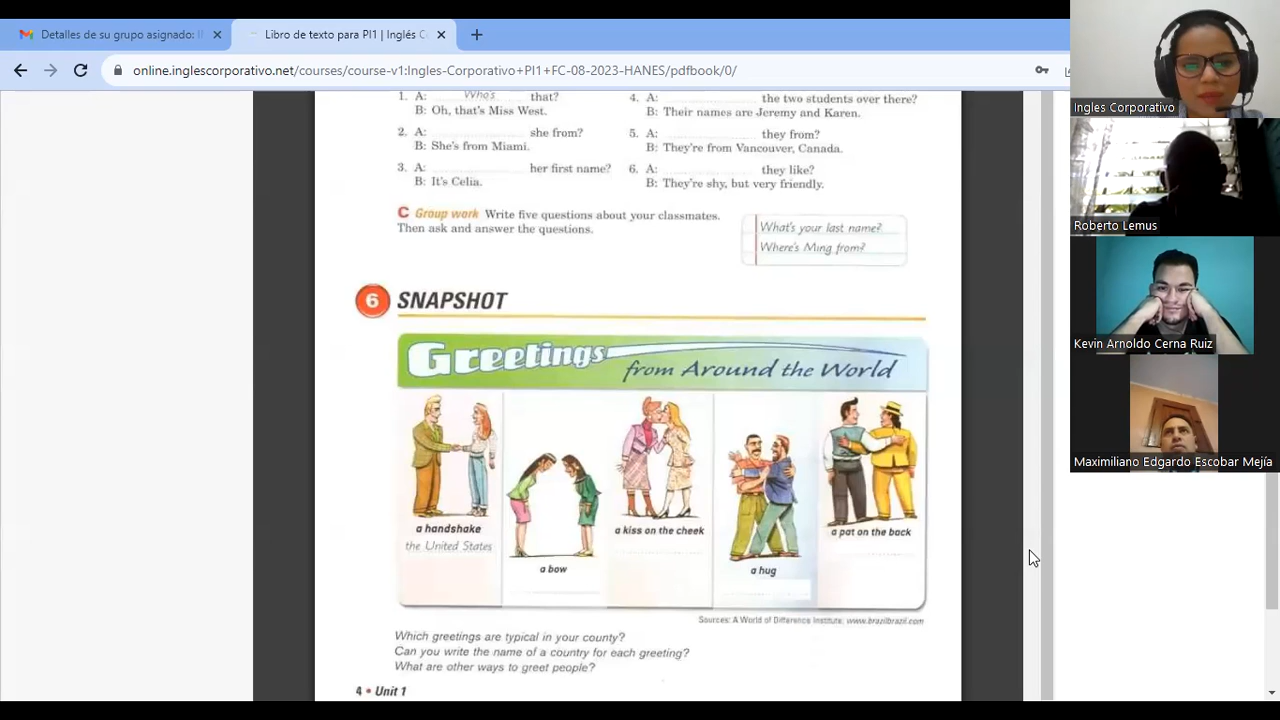 Detalles de su grupo asignado: I
Libro de texto para PI1 | Inglés C
online.inglescorporativo.net/courses/course-v1:Ingles-Corporativo+PI1+FC-08-2023-HANES/pdfbook/0/
1. A: Who's that?
B: Oh, that's Miss West.
2. A: she from?
B: She's from Miami.
3. A: her first name?
B: It's Celia.
4. A: the two students over there?
B: Their names are Jeremy and Karen.
5. A: they from?
B: They're from Vancouver, Canada.
6. A: they like?
B: They're shy, but very friendly.
C Group work Write five questions about your classmates.
Then ask and answer the questions.
What's your last name?
Where's Ming from?
6 SNAPSHOT
Greetings
from Around the World
a handshake
the United States
a bow
a kiss on the cheek
a hug
a pat on the back
Sources: A World of Difference Institute; www.brazilbrazil.com
Which greetings are typical in your county?
Can you write the name of a country for each greeting?
What are other ways to greet people?
4 • Unit 1
Ingles Corporativo
Roberto Lemus
Kevin Arnoldo Cerna Ruiz
Maximiliano Edgardo Escobar Mejía